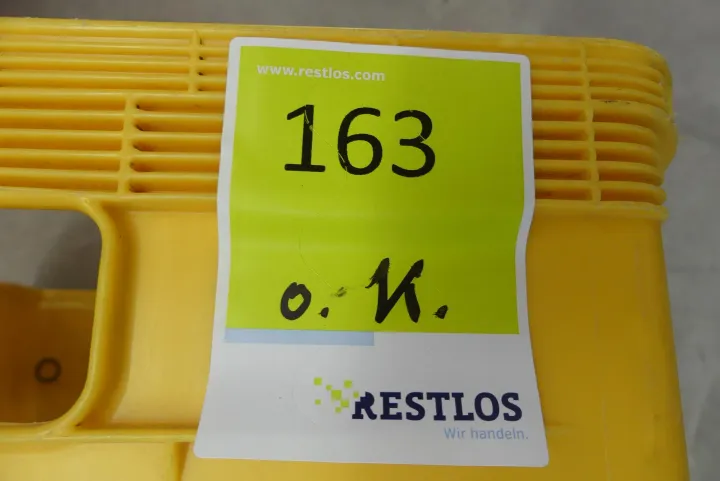 www.restlos.com
163
o. K.
RESTLOS
Wir handeln.